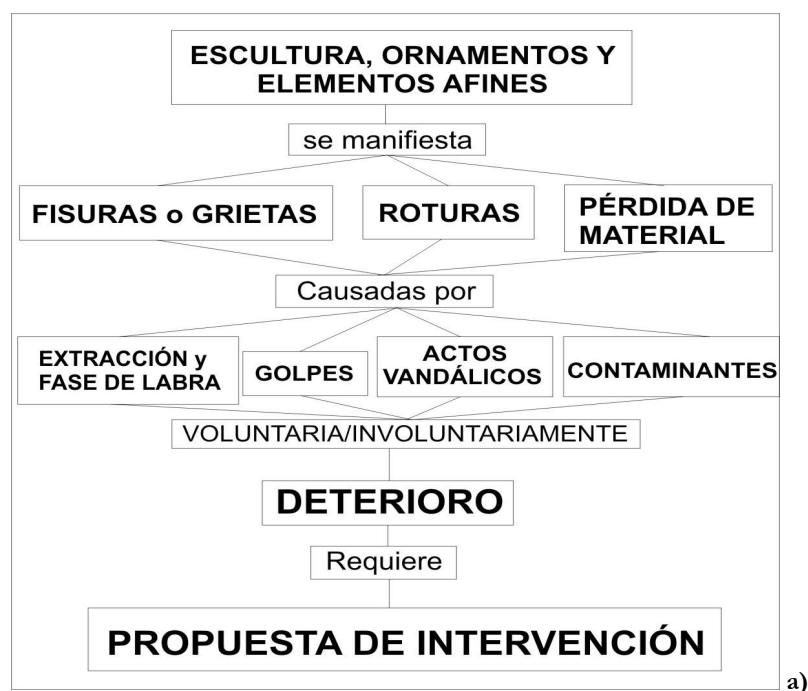 ESCULTURA, ORNAMENTOS Y
ELEMENTOS AFINES
se manifiesta
FISURAS o GRIETAS
ROTURAS
PÉRDIDA DE
MATERIAL
Causadas por
EXTRACCIÓN y
FASE DE LABRA
GOLPES
ACTOS
VANDÁLICOS
CONTAMINANTES
VOLUNTARIA/INVOLUNTARIAMENTE
DETERIORO
Requiere
PROPUESTA DE INTERVENCIÓN
a)